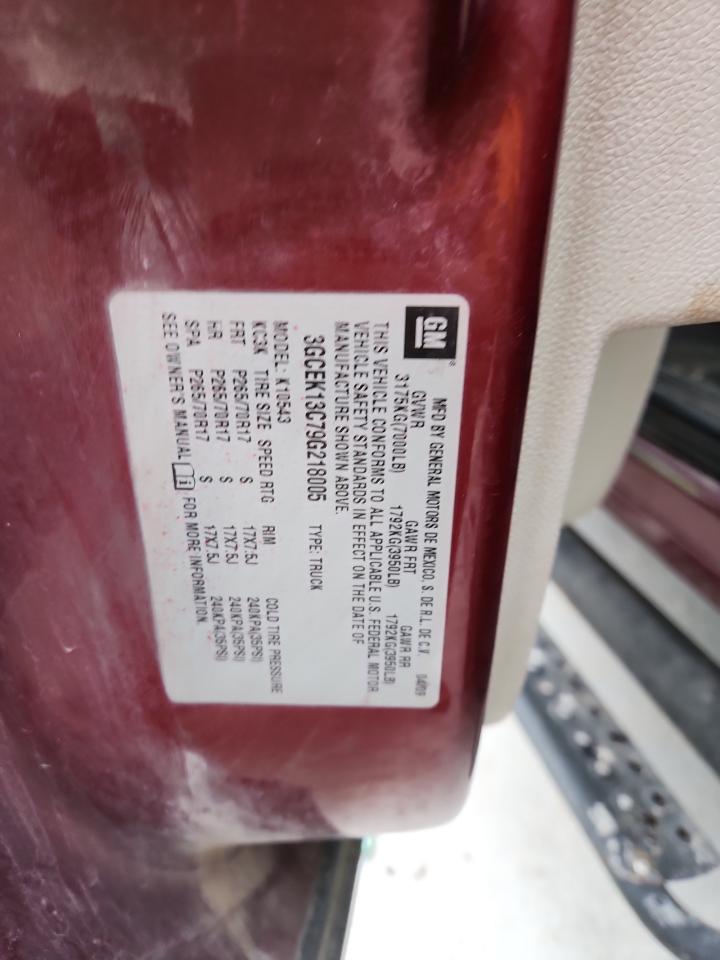 GM®
MFD BY GENERAL MOTORS DE MEXICO, S. DE R.L. DE C.V. 04/09
GVWR GAWR FRT GAWR RR
3175KG(7000LB) 1792KG(3950LB) 1792KG(3950LB)
THIS VEHICLE CONFORMS TO ALL APPLICABLE U.S. FEDERAL MOTOR
VEHICLE SAFETY STANDARDS IN EFFECT ON THE DATE OF
MANUFACTURE SHOWN ABOVE.
3GCEK13C79G218005 TYPE: TRUCK
MODEL: K10543
KC3K TIRE SIZE SPEED RTG RIM COLD TIRE PRESSURE
FRT P265/70R17 S 17X7.5J 240KPA(35PSI)
RR P265/70R17 S 17X7.5J 240KPA(35PSI)
SPA P265/70R17 S 17X7.5J 240KPA(35PSI)
SEE OWNER'S MANUAL i FOR MORE INFORMATION.